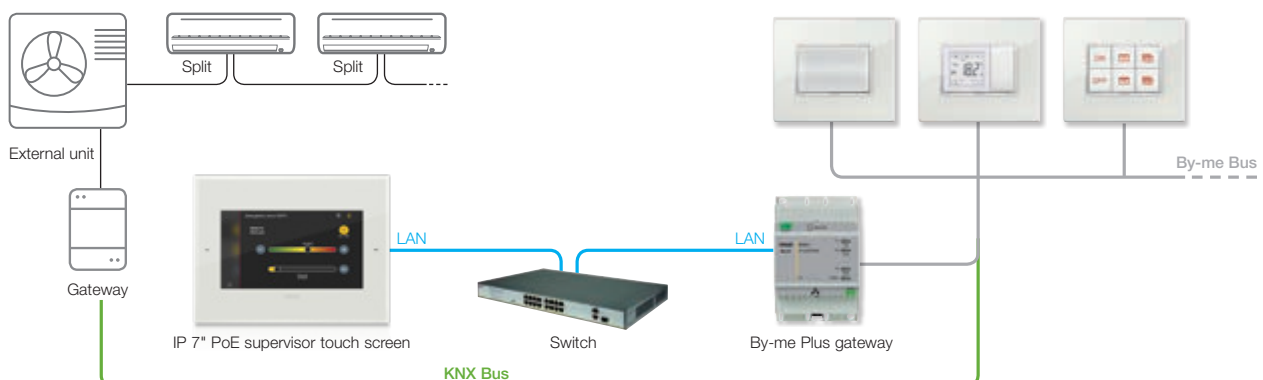 Split
Split
External unit
By-me Bus
LAN
LAN
Gateway
IP 7" PoE supervisor touch screen
Switch
By-me Plus gateway
KNX Bus